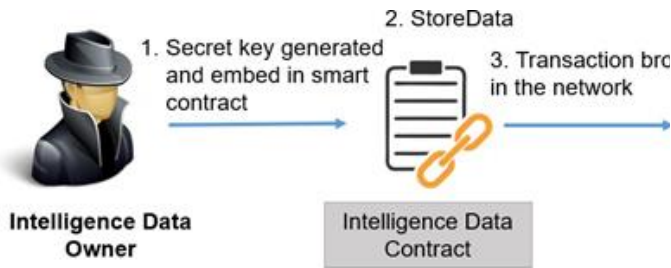 2. StoreData
1. Secret key generated
and embed in smart
contract
3. Transaction bro
in the network
Intelligence Data
Owner
Intelligence Data
Contract